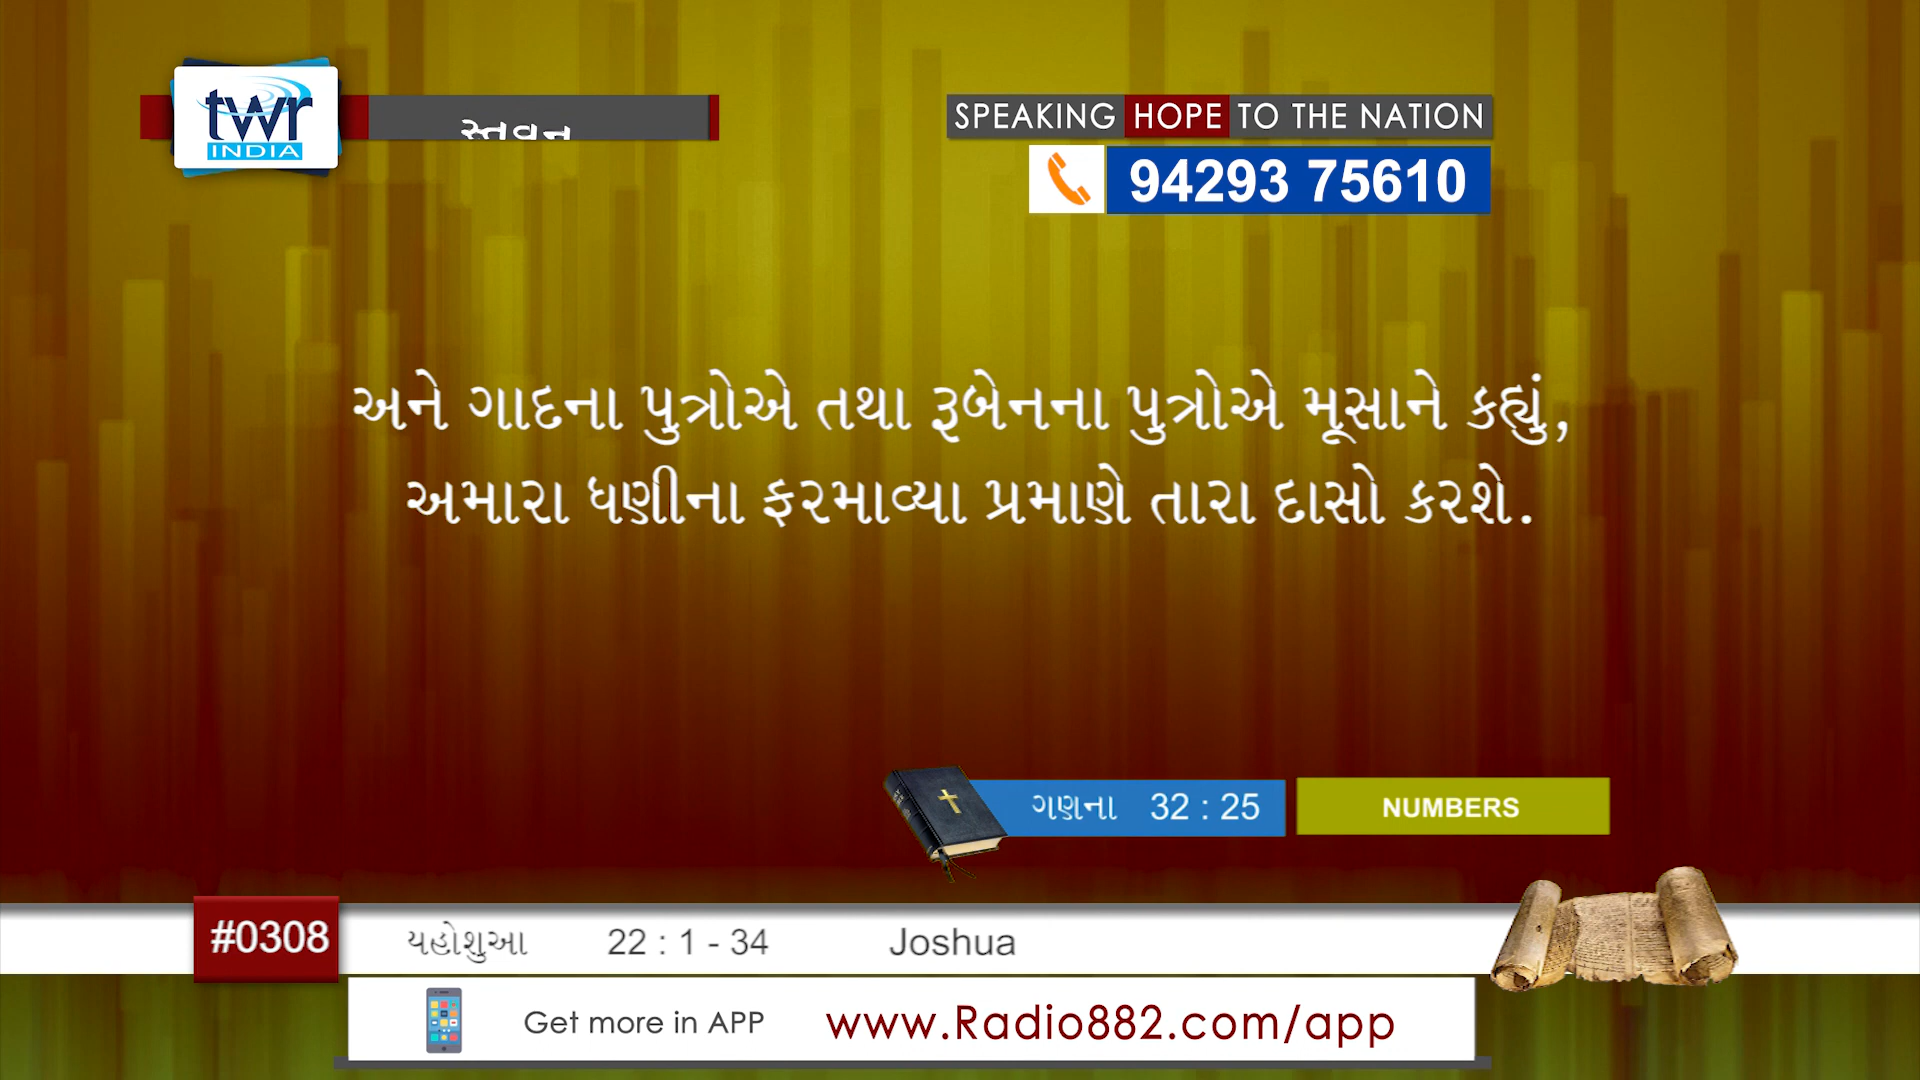 twr
INDIA
સ્તવન
SPEAKING HOPE TO THE NATION
94293 75610
અને ગાદના પુત્રોએ તથા રૂબેનના પુત્રોએ મૂસાને કહ્યું,
અમારા ધણીના ફરમાવ્યા પ્રમાણે તારા દાસો કરશે.
ગણના 32 : 25
NUMBERS
#0308
યહોશુઆ 22 : 1 - 34 Joshua
Get more in APP www.Radio882.com/app